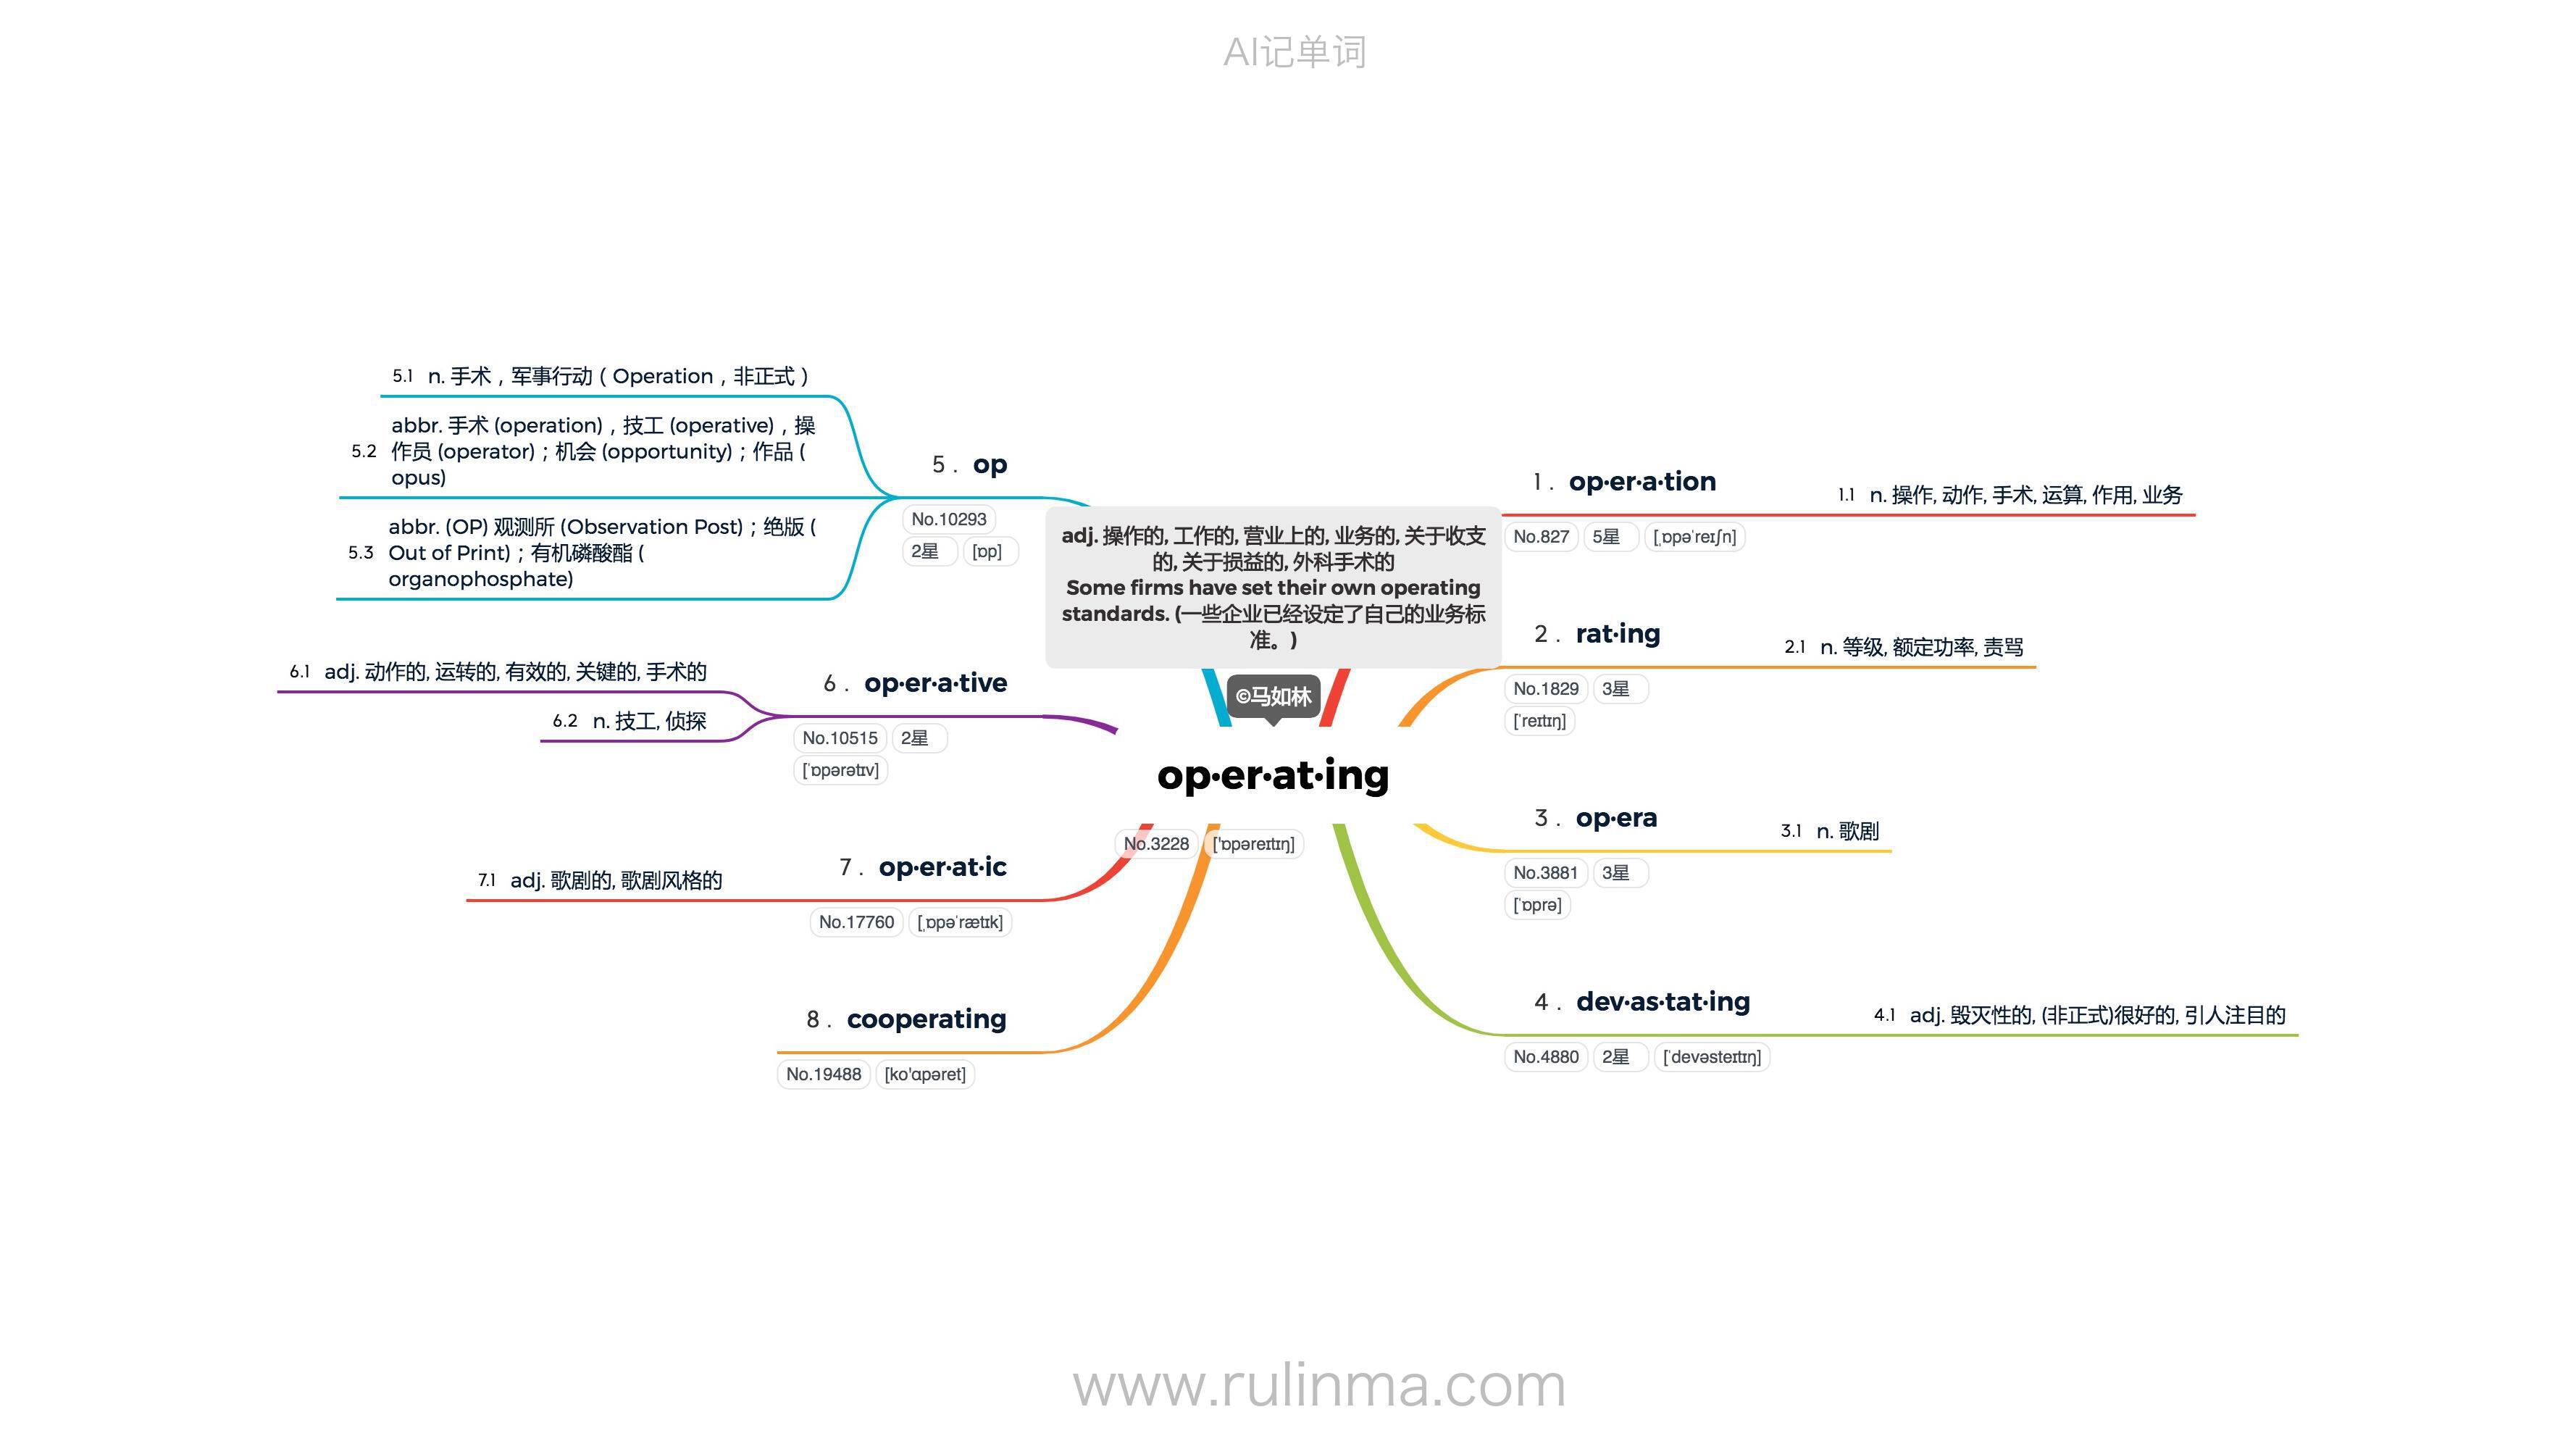 AI记单词
op·er·at·ing
No.3228 ['ɒpəreɪtɪŋ]
©马如林
adj. 操作的, 工作的, 营业上的, 业务的, 关于收支
的, 关于损益的, 外科手术的
Some firms have set their own operating
standards. (一些企业已经设定了自己的业务标
准。)
1 . op·er·a·tion
No.827 5星 [ˌɒpəˈreɪʃn]
1.1 n. 操作, 动作, 手术, 运算, 作用, 业务
2 . rat·ing
No.1829 3星
[ˈreɪtɪŋ]
2.1 n. 等级, 额定功率, 责骂
3 . op·era
No.3881 3星
[ˈɒprə]
3.1 n. 歌剧
4 . dev·as·tat·ing
No.4880 2星 [ˈdevəsteɪtɪŋ]
4.1 adj. 毁灭性的, (非正式)很好的, 引人注目的
5 . op
No.10293
2星 [ɒp]
5.1 n. 手术，军事行动（Operation，非正式）
5.2 abbr. 手术 (operation)，技工 (operative)，操
作员 (operator)；机会 (opportunity)；作品 (
opus)
5.3 abbr. (OP) 观测所 (Observation Post)；绝版 (
Out of Print)；有机磷酸酯 (
organophosphate)
6 . op·er·a·tive
No.10515 2星
[ˈɒpərətɪv]
6.1 adj. 动作的, 运转的, 有效的, 关键的, 手术的
6.2 n. 技工, 侦探
7 . op·er·at·ic
No.17760 [ˌɒpəˈrætɪk]
7.1 adj. 歌剧的, 歌剧风格的
8 . cooperating
No.19488 [ko'ɑpəret]
www.rulinma.com